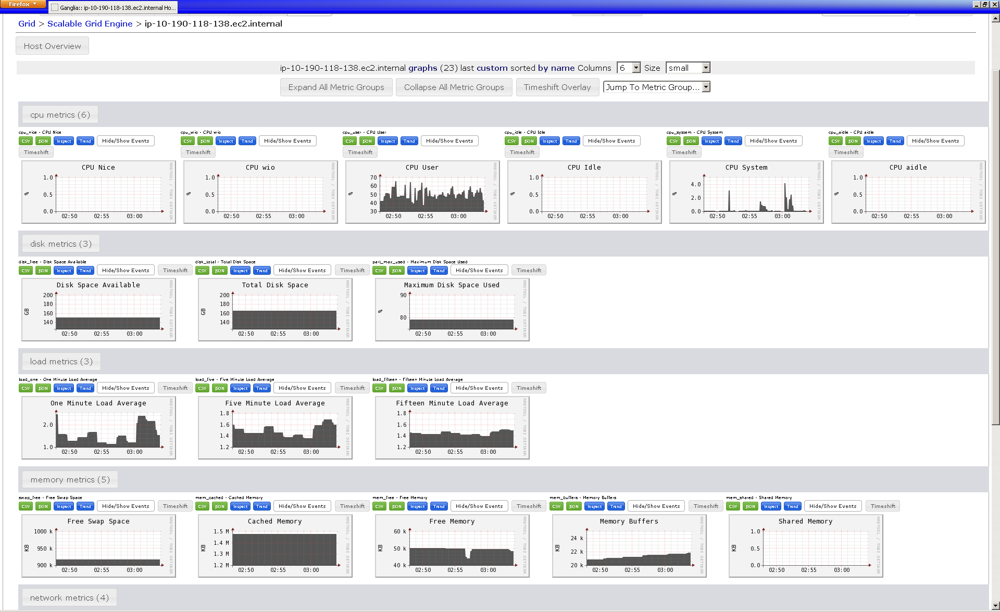 Firefox
Ganglia:: ip-10-190-118-138.ec2.internal Ho...
Grid > Scalable Grid Engine > ip-10-190-118-138.ec2.internal
Host Overview
ip-10-190-118-138.ec2.internal graphs (23) last custom sorted by name Columns 6 Size small
Expand All Metric Groups Collapse All Metric Groups Timeshift Overlay Jump To Metric Group...
cpu metrics (6)
cpu_nice - CPU Nice cpu_wio - CPU wio cpu_user - CPU User cpu_idle - CPU Idle cpu_system - CPU System cpu_aidle - CPU aidle
CSV JSON Inspect Trend Hide/Show Events CSV JSON Inspect Trend Hide/Show Events CSV JSON Inspect Trend Hide/Show Events CSV JSON Inspect Trend Hide/Show Events CSV JSON Inspect Trend Hide/Show Events CSV JSON Inspect Trend Hide/Show Events
Timeshift Timeshift Timeshift Timeshift Timeshift Timeshift
CPU Nice
1.0
0.5
0.0
%
02:50 02:55 03:00
RRDTOOL / TOBI OETIKER
CPU wio
1.0
0.5
0.0
%
02:50 02:55 03:00
RRDTOOL / TOBI OETIKER
CPU User
70
60
50
40
30
%
02:50 02:55 03:00
RRDTOOL / TOBI OETIKER
CPU Idle
1.0
0.5
0.0
%
02:50 02:55 03:00
RRDTOOL / TOBI OETIKER
CPU System
4.0
2.0
0.0
%
02:50 02:55 03:00
RRDTOOL / TOBI OETIKER
CPU aidle
1.0
0.5
0.0
%
02:50 02:55 03:00
RRDTOOL / TOBI OETIKER
disk metrics (3)
disk_free - Disk Space Available disk_total - Total Disk Space part_max_used - Maximum Disk Space Used
CSV JSON Inspect Trend Hide/Show Events Timeshift CSV JSON Inspect Trend Hide/Show Events Timeshift CSV JSON Inspect Trend Hide/Show Events Timeshift
Disk Space Available
200
180
160
140
GB
02:50 02:55 03:00
RRDTOOL / TOBI OETIKER
Total Disk Space
200
180
160
140
GB
02:50 02:55 03:00
RRDTOOL / TOBI OETIKER
Maximum Disk Space Used
90
80
%
02:50 02:55 03:00
RRDTOOL / TOBI OETIKER
load metrics (3)
load_one - One Minute Load Average load_five - Five Minute Load Average load_fifteen - Fifteen Minute Load Average
CSV JSON Inspect Trend Hide/Show Events Timeshift CSV JSON Inspect Trend Hide/Show Events Timeshift CSV JSON Inspect Trend Hide/Show Events Timeshift
One Minute Load Average
2.0
1.0
02:50 02:55 03:00
RRDTOOL / TOBI OETIKER
Five Minute Load Average
1.8
1.6
1.4
1.2
02:50 02:55 03:00
RRDTOOL / TOBI OETIKER
Fifteen Minute Load Average
1.8
1.6
1.4
1.2
02:50 02:55 03:00
RRDTOOL / TOBI OETIKER
memory metrics (5)
swap_free - Free Swap Space mem_cached - Cached Memory mem_free - Free Memory mem_buffers - Memory Buffers mem_shared - Shared Memory
CSV JSON Inspect Trend Hide/Show Events Timeshift CSV JSON Inspect Trend Hide/Show Events Timeshift CSV JSON Inspect Trend Hide/Show Events Timeshift CSV JSON Inspect Trend Hide/Show Events Timeshift CSV JSON Inspect Trend Hide/Show Events Timeshift
Free Swap Space
1000 k
950 k
900 k
KB
02:50 02:55 03:00
RRDTOOL / TOBI OETIKER
Cached Memory
1.5 M
1.4 M
1.3 M
1.2 M
KB
02:50 02:55 03:00
RRDTOOL / TOBI OETIKER
Free Memory
60 k
50 k
40 k
KB
02:50 02:55 03:00
RRDTOOL / TOBI OETIKER
Memory Buffers
24 k
22 k
20 k
KB
02:50 02:55 03:00
RRDTOOL / TOBI OETIKER
Shared Memory
1.0
0.5
0.0
KB
02:50 02:55 03:00
RRDTOOL / TOBI OETIKER
network metrics (4)